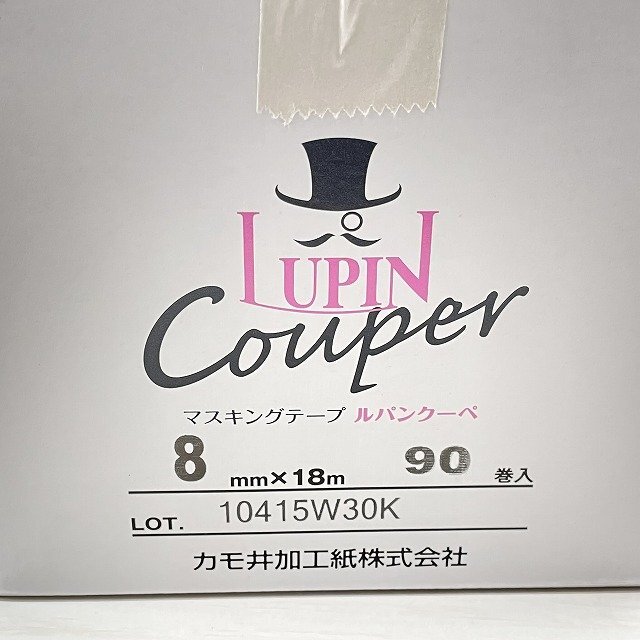 LUPIN
Couper
マスキングテープ ルパンクーペ
8 mm×18m 90 巻入
LOT. 10415W30K
カモ井加工紙株式会社